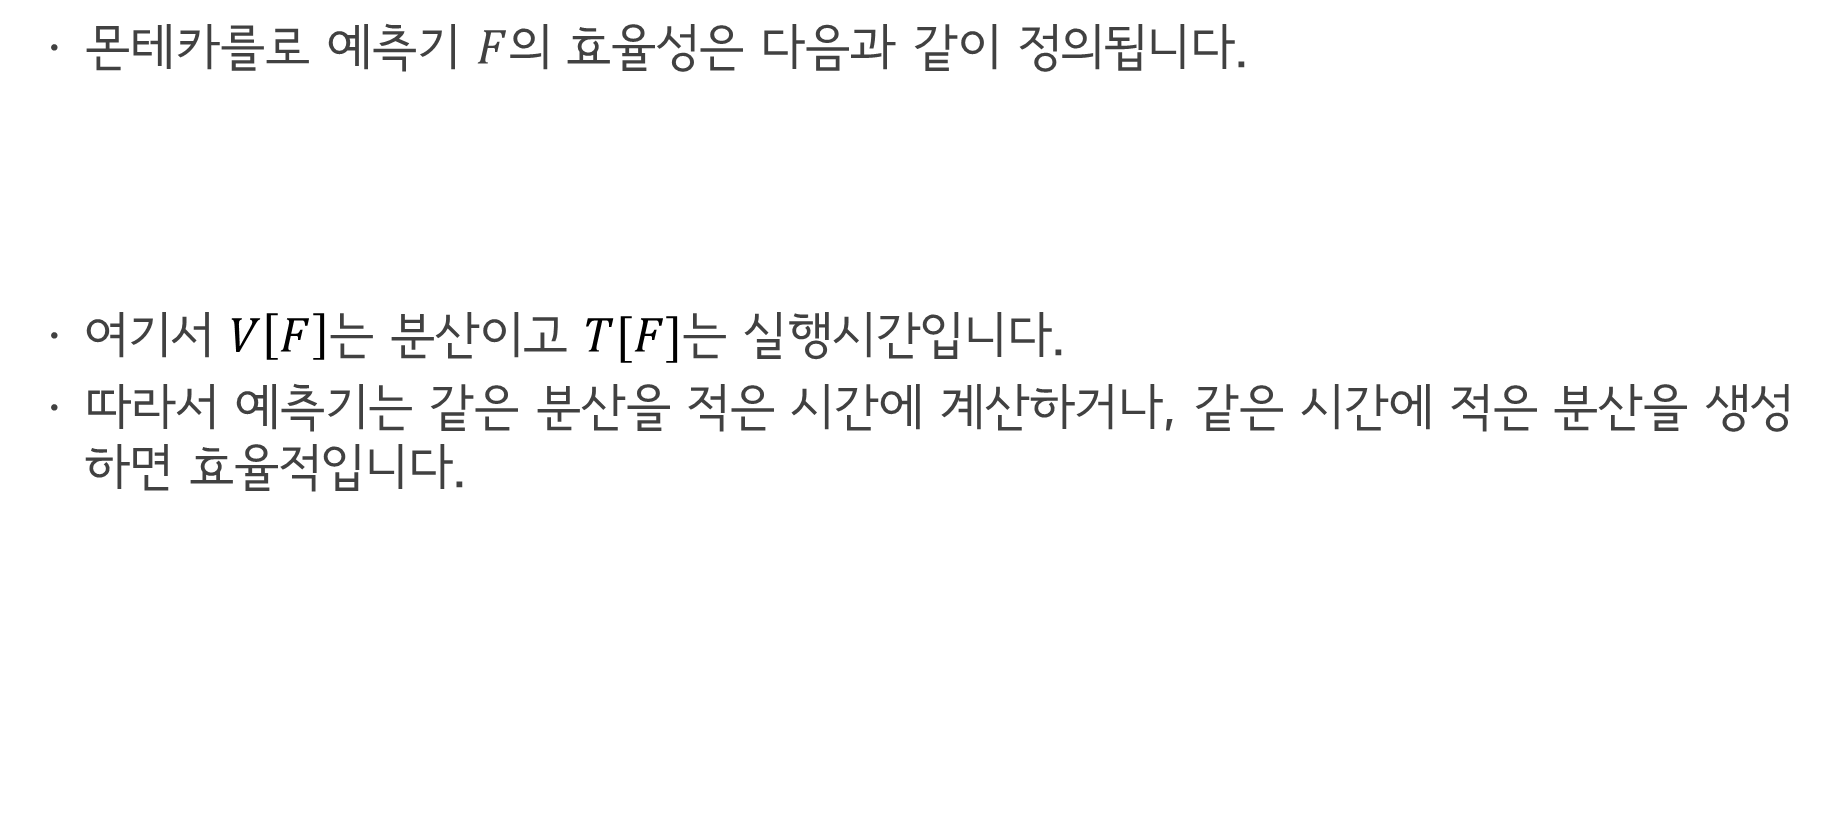 · 몬테카를로 예측기 F의 효율성은 다음과 같이 정의됩니다.
· 여기서 V[F]는 분산이고 T[F]는 실행시간입니다.
· 따라서 예측기는 같은 분산을 적은 시간에 계산하거나, 같은 시간에 적은 분산을 생성
하면 효율적입니다.